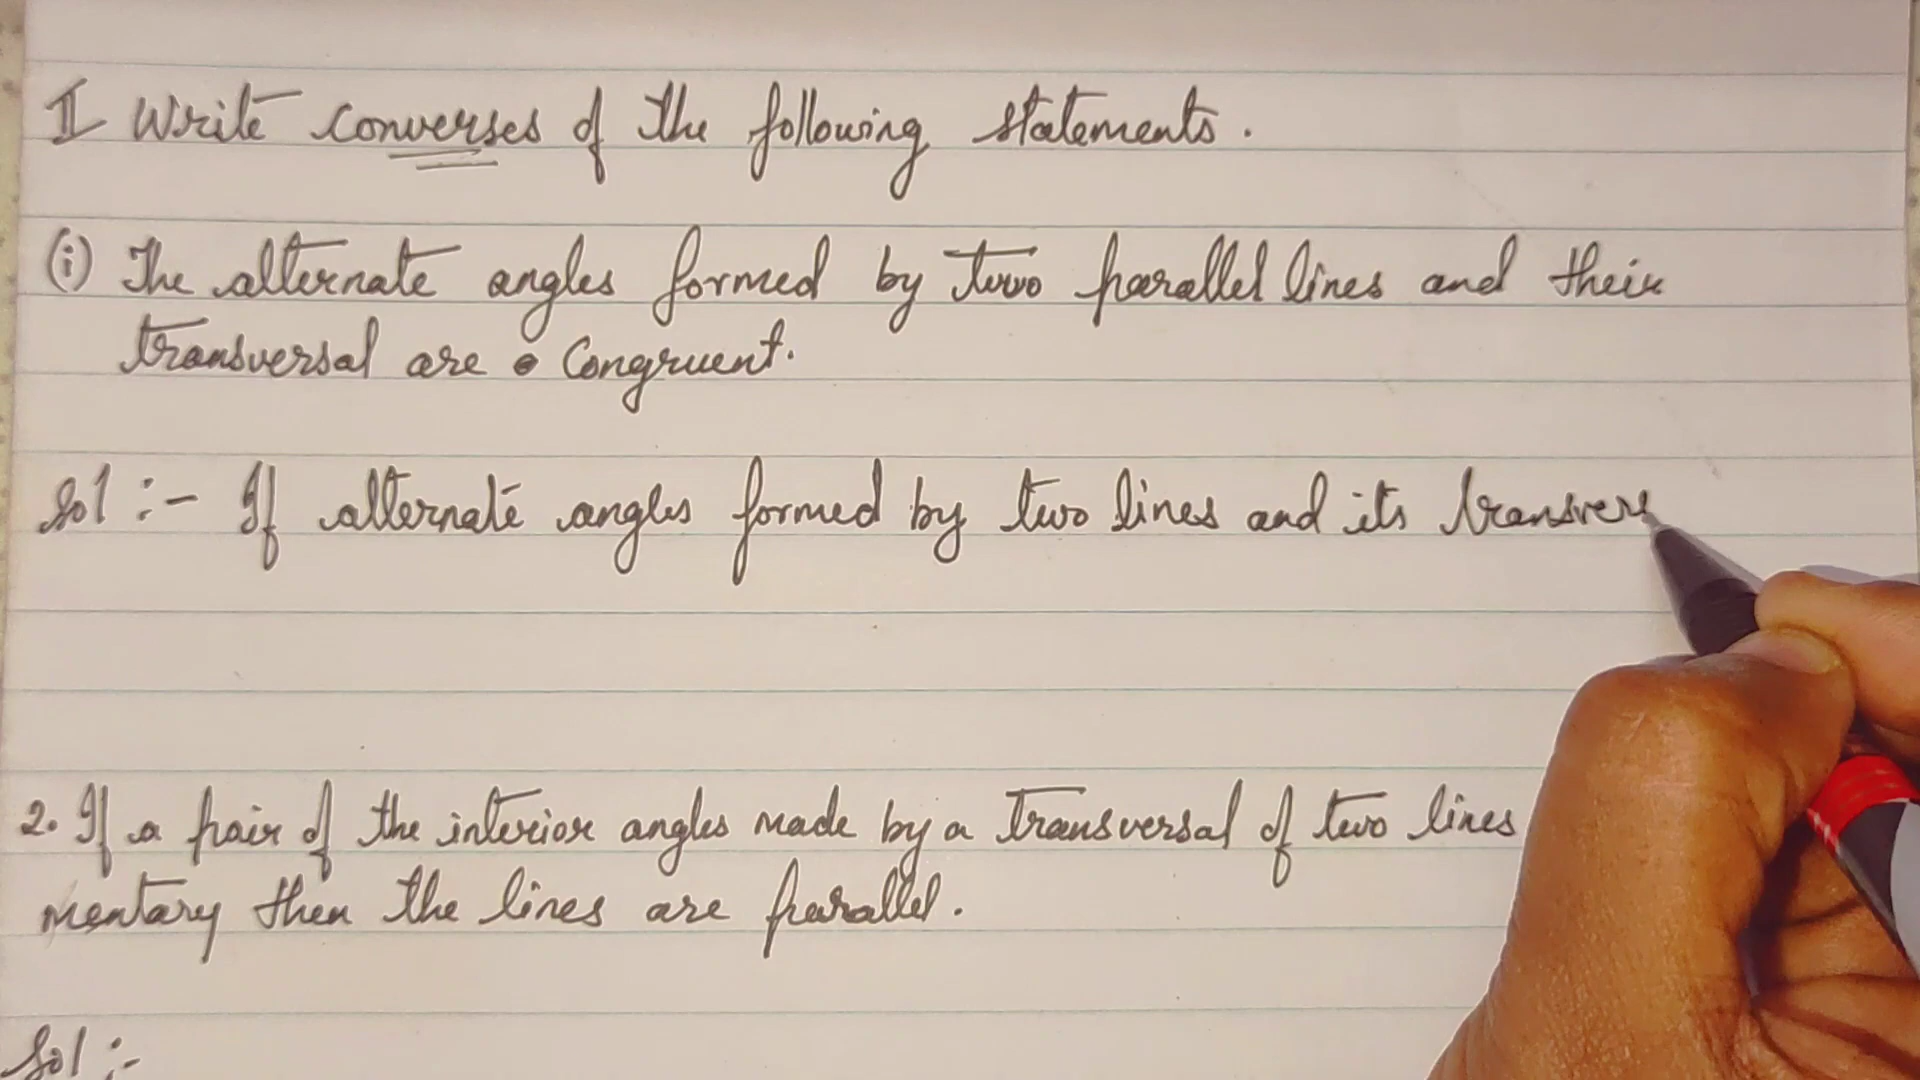 II Write converses of the following statements.
(i) The alternate angles formed by two parallel lines and their
transversal are congruent.
Sol :- If alternate angles formed by two lines and its transvers
2. If a pair of the interior angles made by a transversal of two lines
mentary then the lines are parallel.
Sol :-